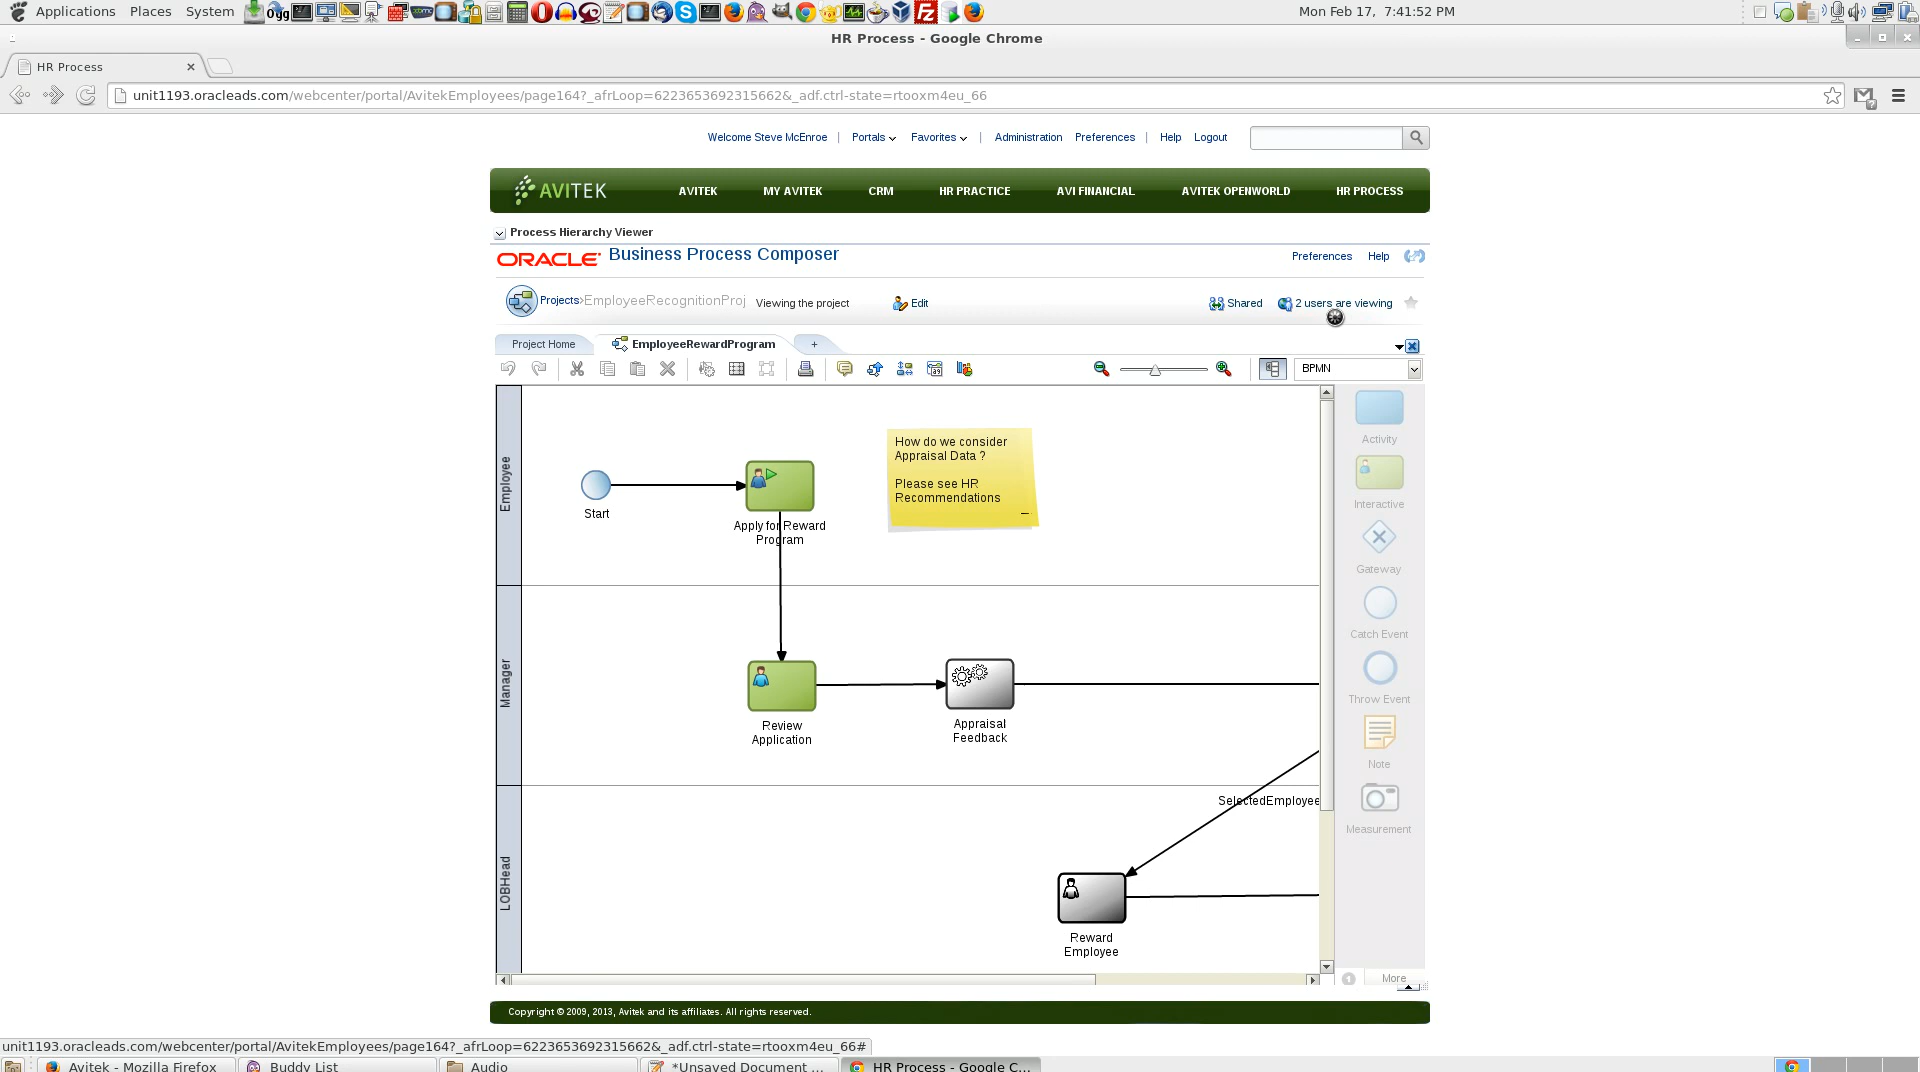 Applications Places System Mon Feb 17, 7:41:52 PM
HR Process - Google Chrome
HR Process
unit1193.oracleads.com/webcenter/portal/AvitekEmployees/page164?_afrLoop=6223653692315662&_adf.ctrl-state=rtooxm4eu_66
Welcome Steve McEnroe Portals Favorites Administration Preferences Help Logout
AVITEK AVITEK MY AVITEK CRM HR PRACTICE AVI FINANCIAL AVITEK OPENWORLD HR PROCESS
Process Hierarchy Viewer
ORACLE Business Process Composer Preferences Help
Projects>EmployeeRecognitionProj Viewing the project Edit Shared 2 users are viewing
Project Home EmployeeRewardProgram +
BPMN
Employee
Start
Apply for Reward
Program
How do we consider
Appraisal Data ?
Please see HR
Recommendations
Manager
Review
Application
Appraisal
Feedback
LOBHead
SelectedEmployee
Reward
Employee
Activity
Interactive
Gateway
Catch Event
Throw Event
Note
Measurement
More
Copyright © 2009, 2013, Avitek and its affiliates. All rights reserved.
unit1193.oracleads.com/webcenter/portal/AvitekEmployees/page164?_afrLoop=6223653692315662&_adf.ctrl-state=rtooxm4eu_66#
Avitek - Mozilla Firefox Buddy List Audio *Unsaved Document ... HR Process - Google C...